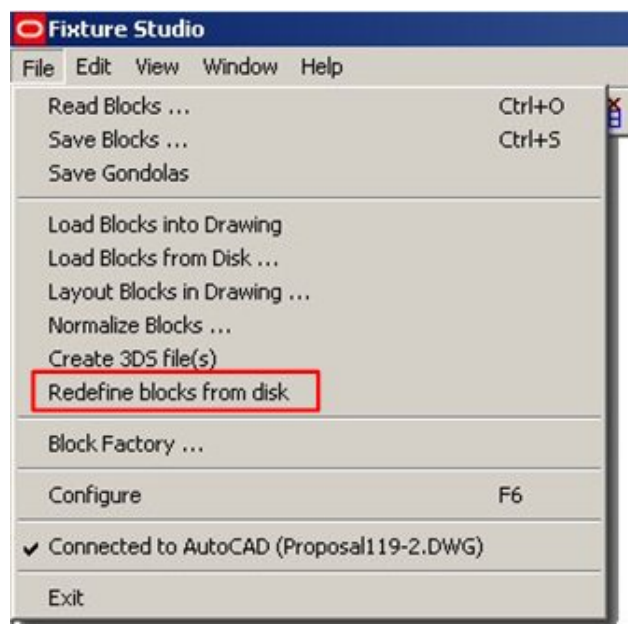 Fixture Studio
File Edit View Window Help
Read Blocks ... Ctrl+O
Save Blocks ... Ctrl+S
Save Gondolas
Load Blocks into Drawing
Load Blocks from Disk ...
Layout Blocks in Drawing ...
Normalize Blocks ...
Create 3DS file(s)
Redefine blocks from disk
Block Factory ...
Configure F6
Connected to AutoCAD (Proposal119-2.DWG)
Exit